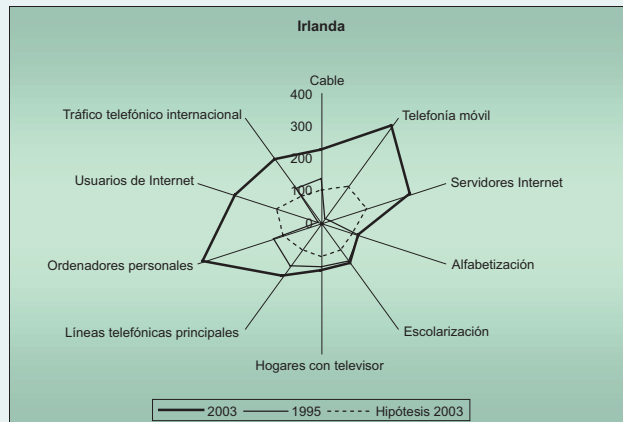 Irlanda
Cable
400
300
200
100
0
Tráfico telefónico internacional
Telefonía móvil
Usuarios de Internet
Servidores Internet
Ordenadores personales
Alfabetización
Líneas telefónicas principales
Escolarización
Hogares con televisor
2003 1995 Hipótesis 2003